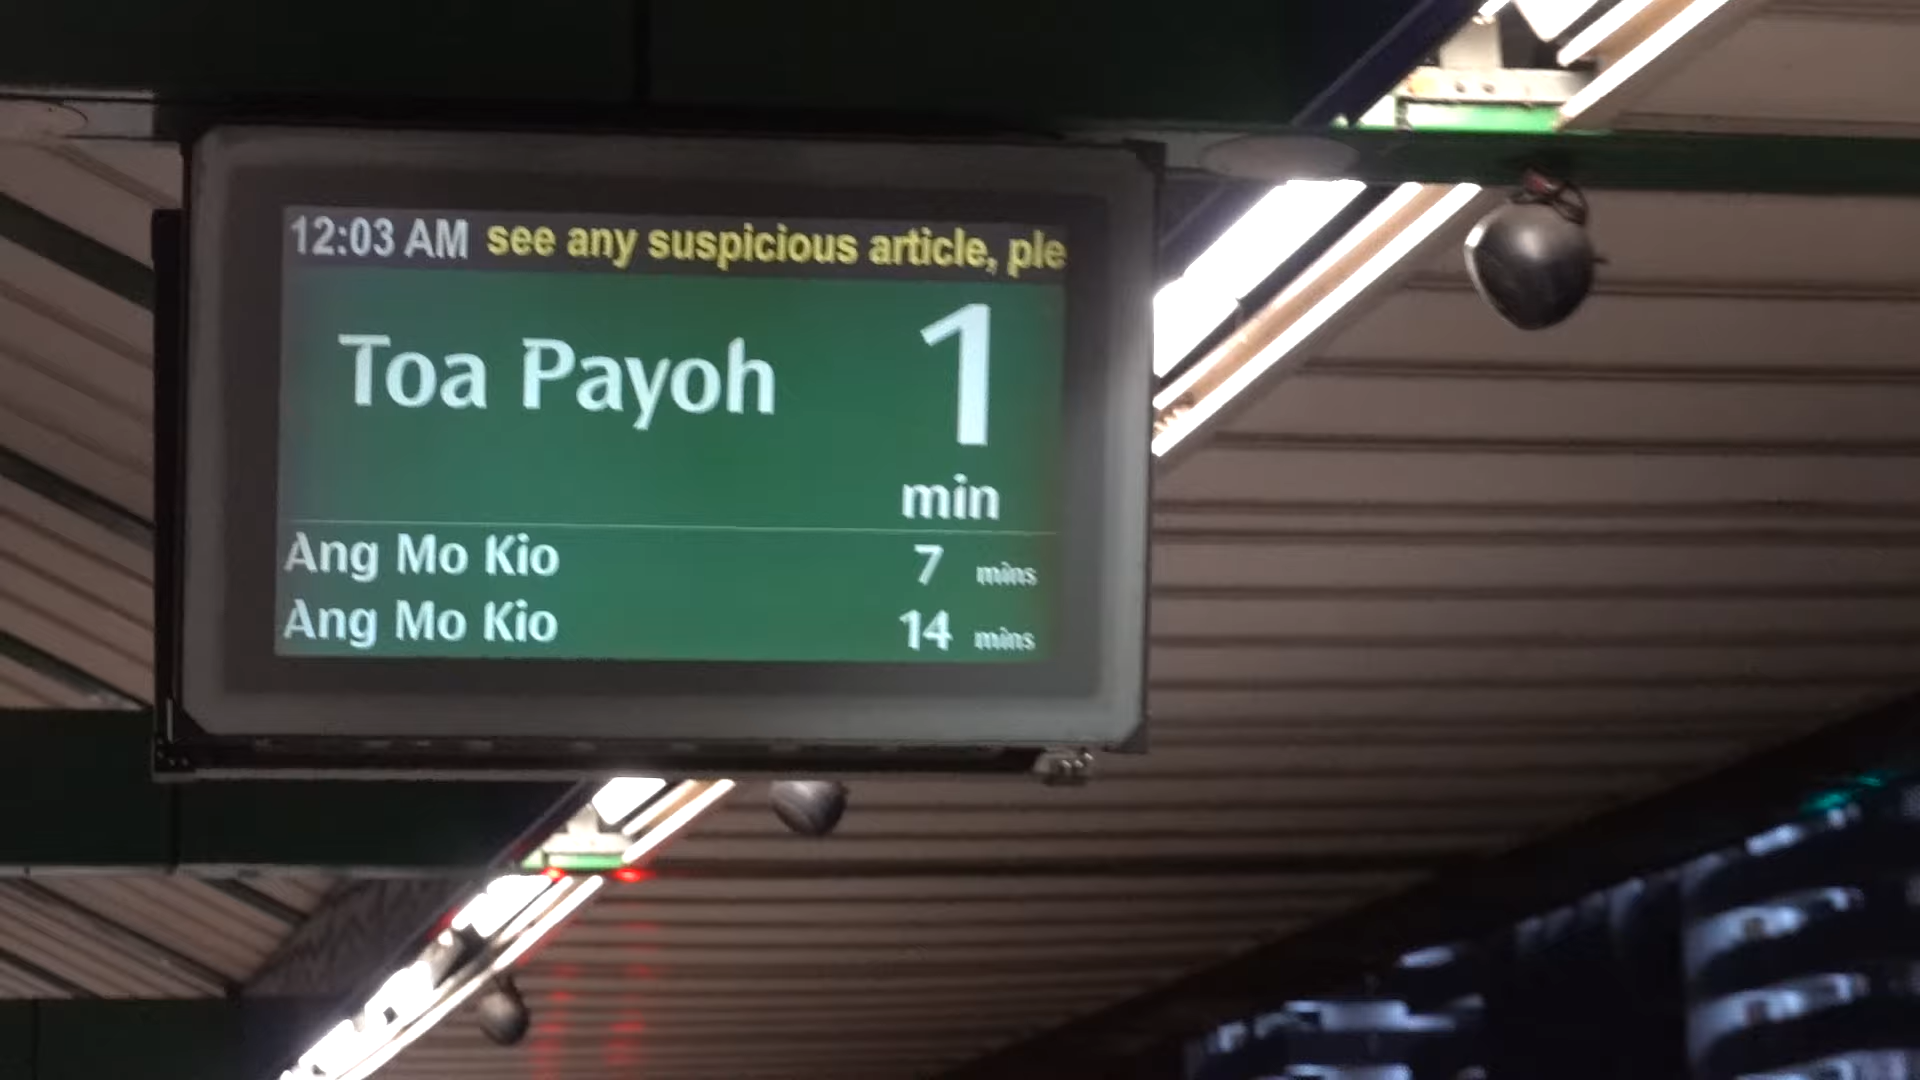 12:03 AM see any suspicious article, ple
Toa Payoh 1
min
Ang Mo Kio 7 mins
Ang Mo Kio 14 mins